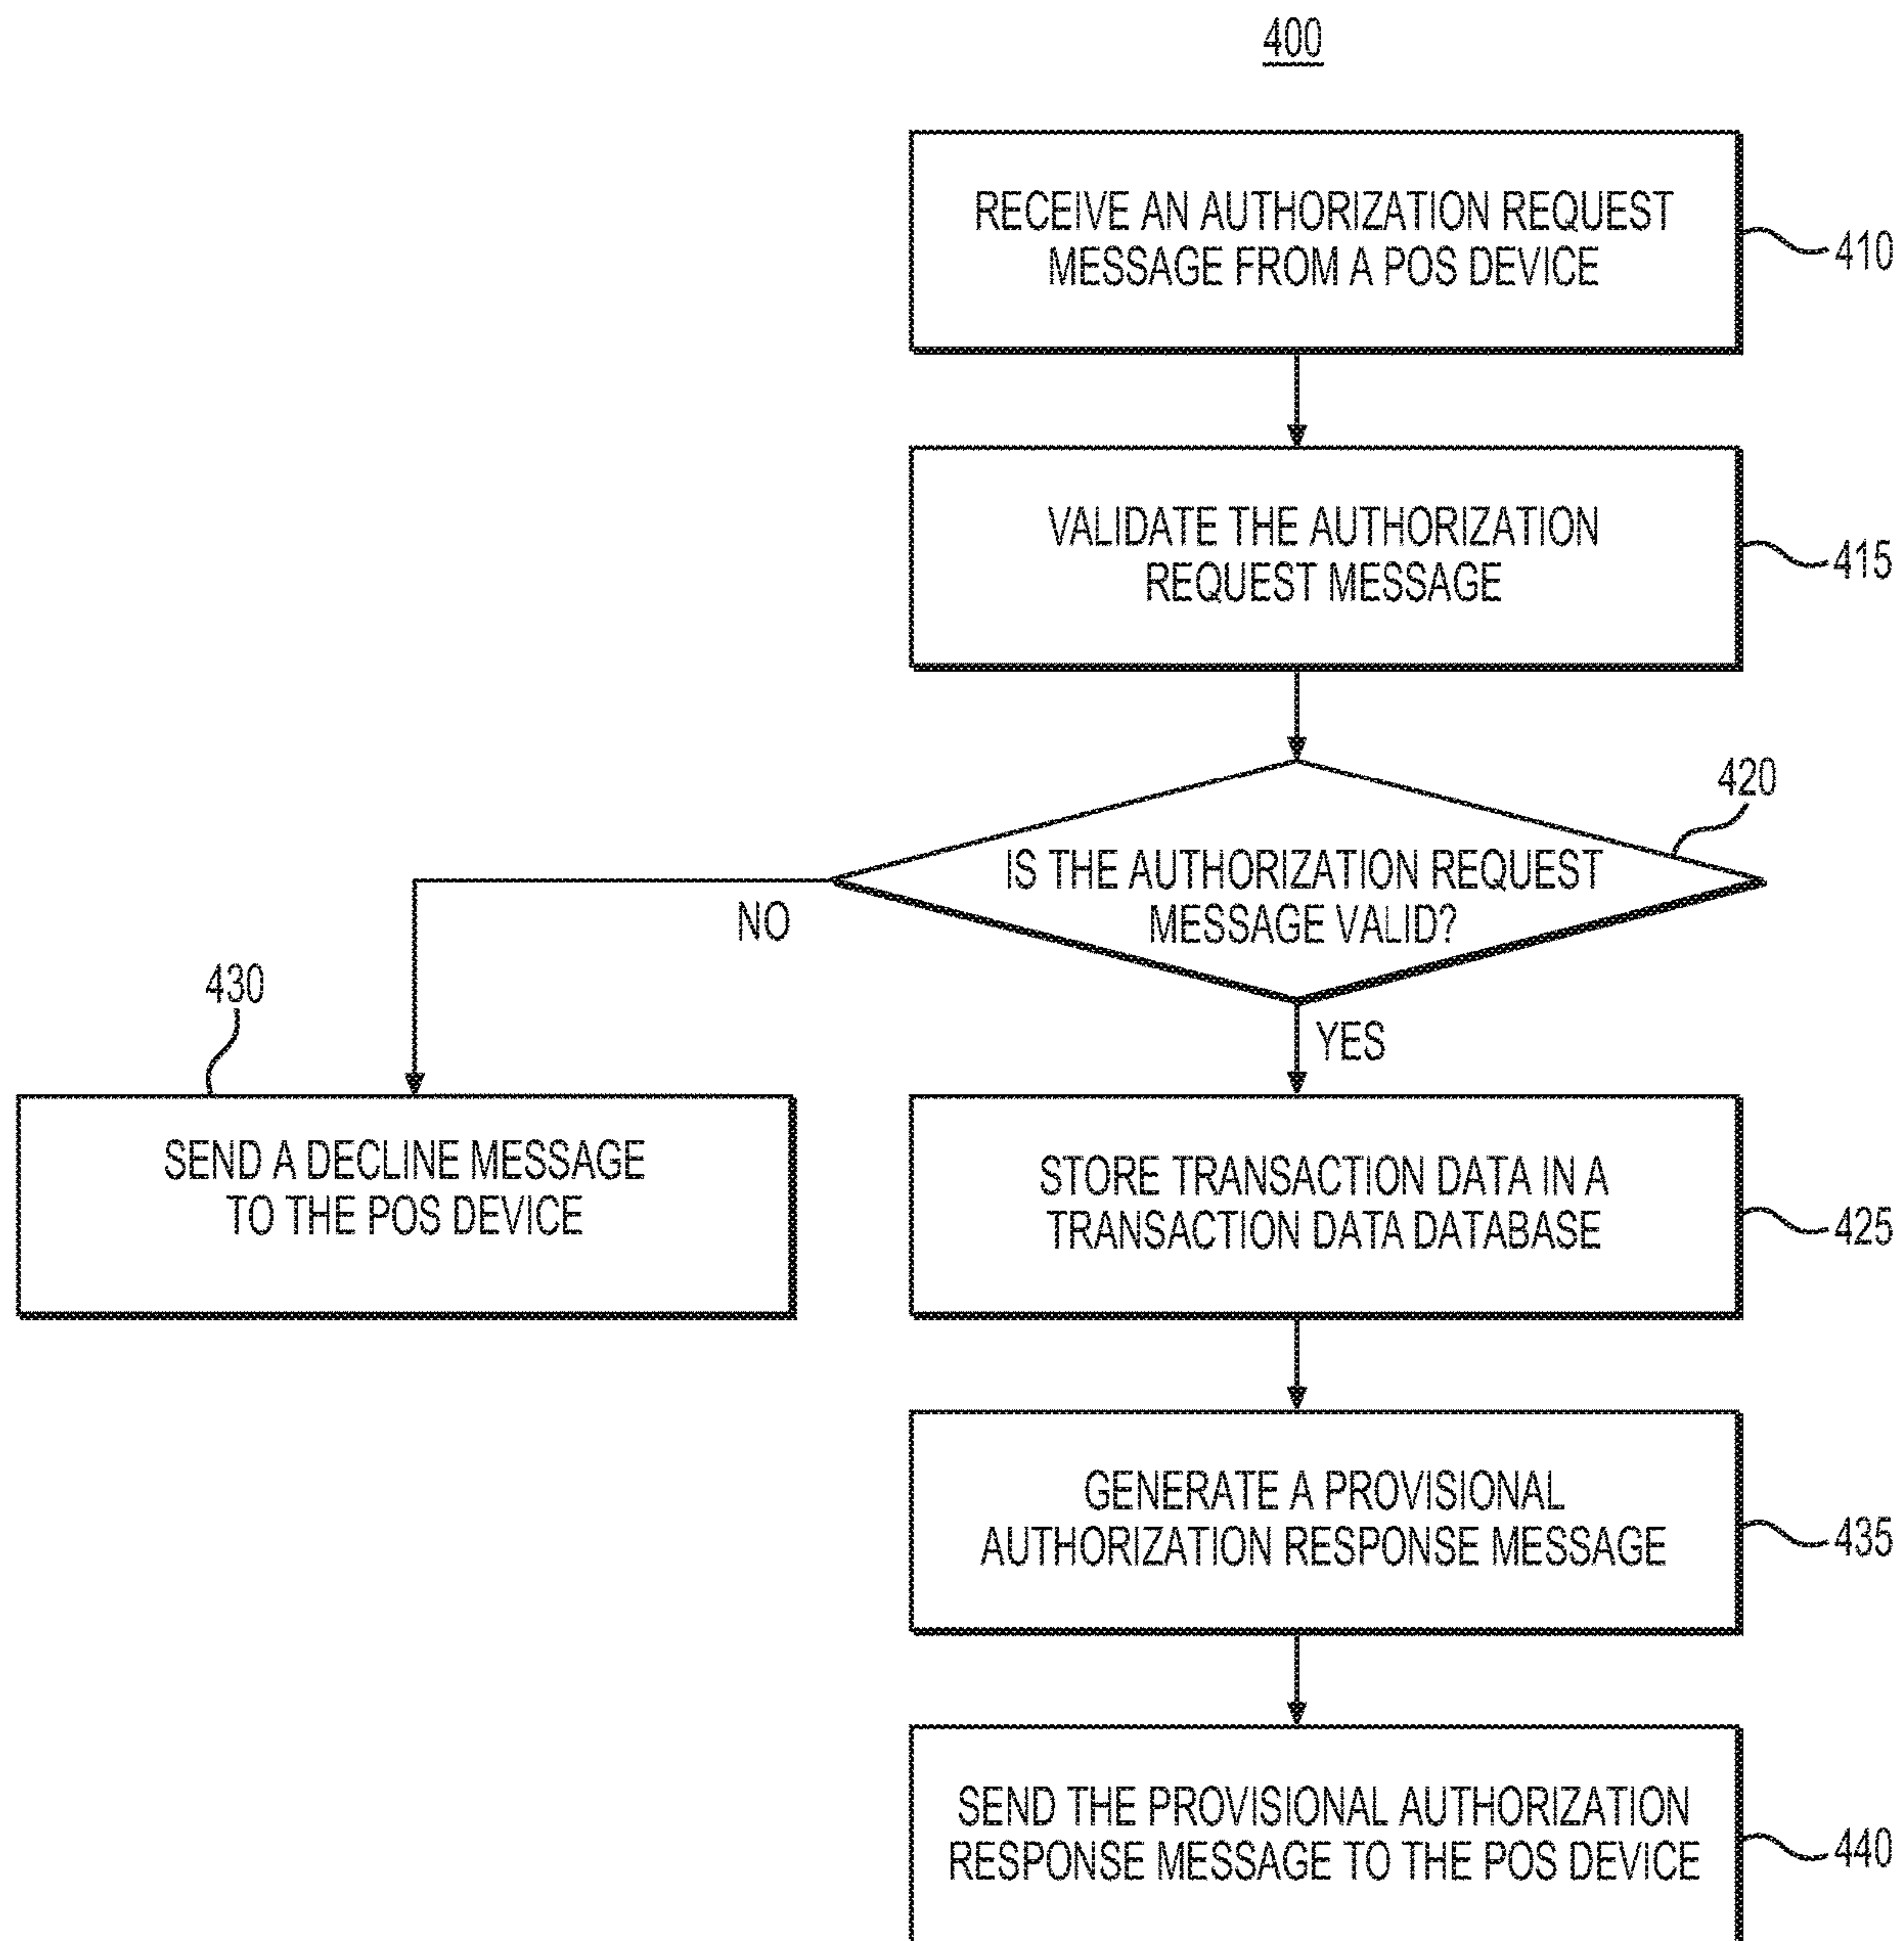 400
RECEIVE AN AUTHORIZATION REQUEST
MESSAGE FROM A POS DEVICE
410
VALIDATE THE AUTHORIZATION
REQUEST MESSAGE
415
420
IS THE AUTHORIZATION REQUEST
MESSAGE VALID?
NO
YES
430
SEND A DECLINE MESSAGE
TO THE POS DEVICE
STORE TRANSACTION DATA IN A
TRANSACTION DATA DATABASE
425
GENERATE A PROVISIONAL
AUTHORIZATION RESPONSE MESSAGE
435
SEND THE PROVISIONAL AUTHORIZATION
RESPONSE MESSAGE TO THE POS DEVICE
440